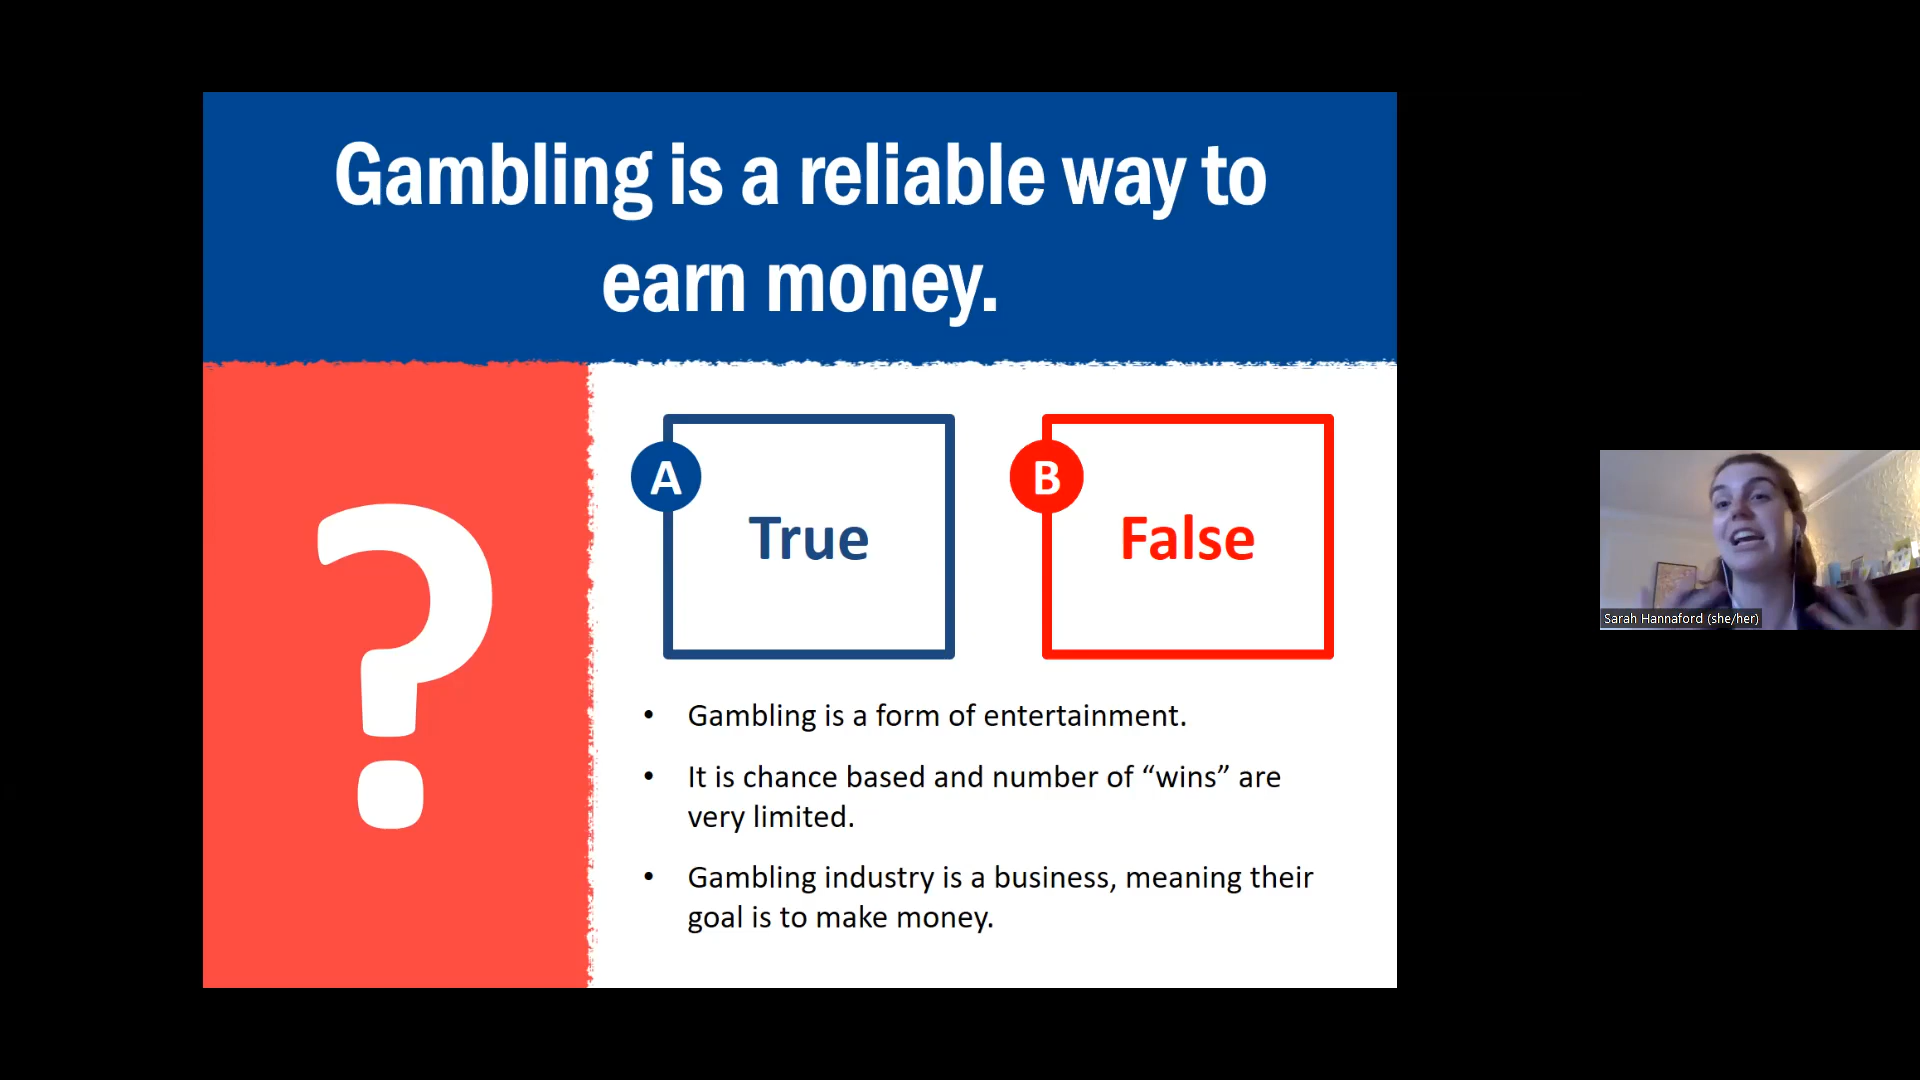 Gambling is a reliable way to
earn money.
?
A
True
B
False
• Gambling is a form of entertainment.
• It is chance based and number of “wins” are
very limited.
• Gambling industry is a business, meaning their
goal is to make money.
Sarah Hannaford (she/her)